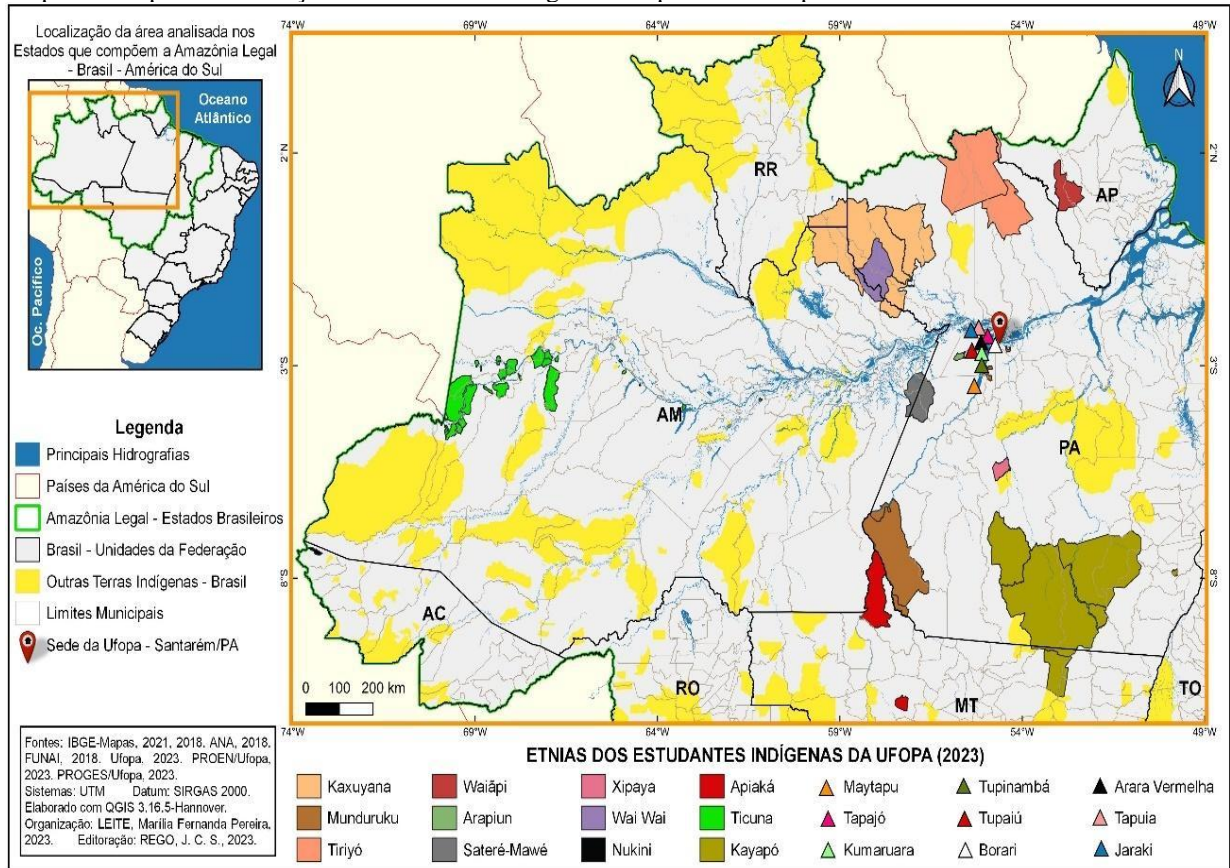 74°W 69°W 64°W 59°W 54°W 49°W
Localização da área analisada nos
Estados que compõem a Amazônia Legal
- Brasil - América do Sul
Oceano
Atlântico
Oc. Pacífico
N
2°N
2°N
3°S
3°S
8°S
8°S
RR
AP
AM
PA
AC
RO
MT
TO
0 100 200 km
74°W 69°W 64°W 59°W 54°W 49°W
Legenda
Principais Hidrografias
Países da América do Sul
Amazônia Legal - Estados Brasileiros
Brasil - Unidades da Federação
Outras Terras Indígenas - Brasil
Limites Municipais
Sede da Ufopa - Santarém/PA
Fontes: IBGE-Mapas, 2021, 2018. ANA, 2018.
FUNAI, 2018. Ufopa, 2023. PROEN/Ufopa,
2023. PROGES/Ufopa, 2023.
Sistemas: UTM Datum: SIRGAS 2000.
Elaborado com QGIS 3.16.5-Hannover.
Organização: LEITE, Marília Fernanda Pereira,
2023. Editoração: REGO, J. C. S., 2023.
ETNIAS DOS ESTUDANTES INDÍGENAS DA UFOPA (2023)
Kaxuyana Waiãpi Xipaya Apiaká Maytapu Tupinambá Arara Vermelha
Munduruku Arapiun Wai Wai Ticuna Tapajó Tupaiú Tapuia
Tiriyó Sateré-Mawé Nukini Kayapó Kumaruara Borari Jaraki